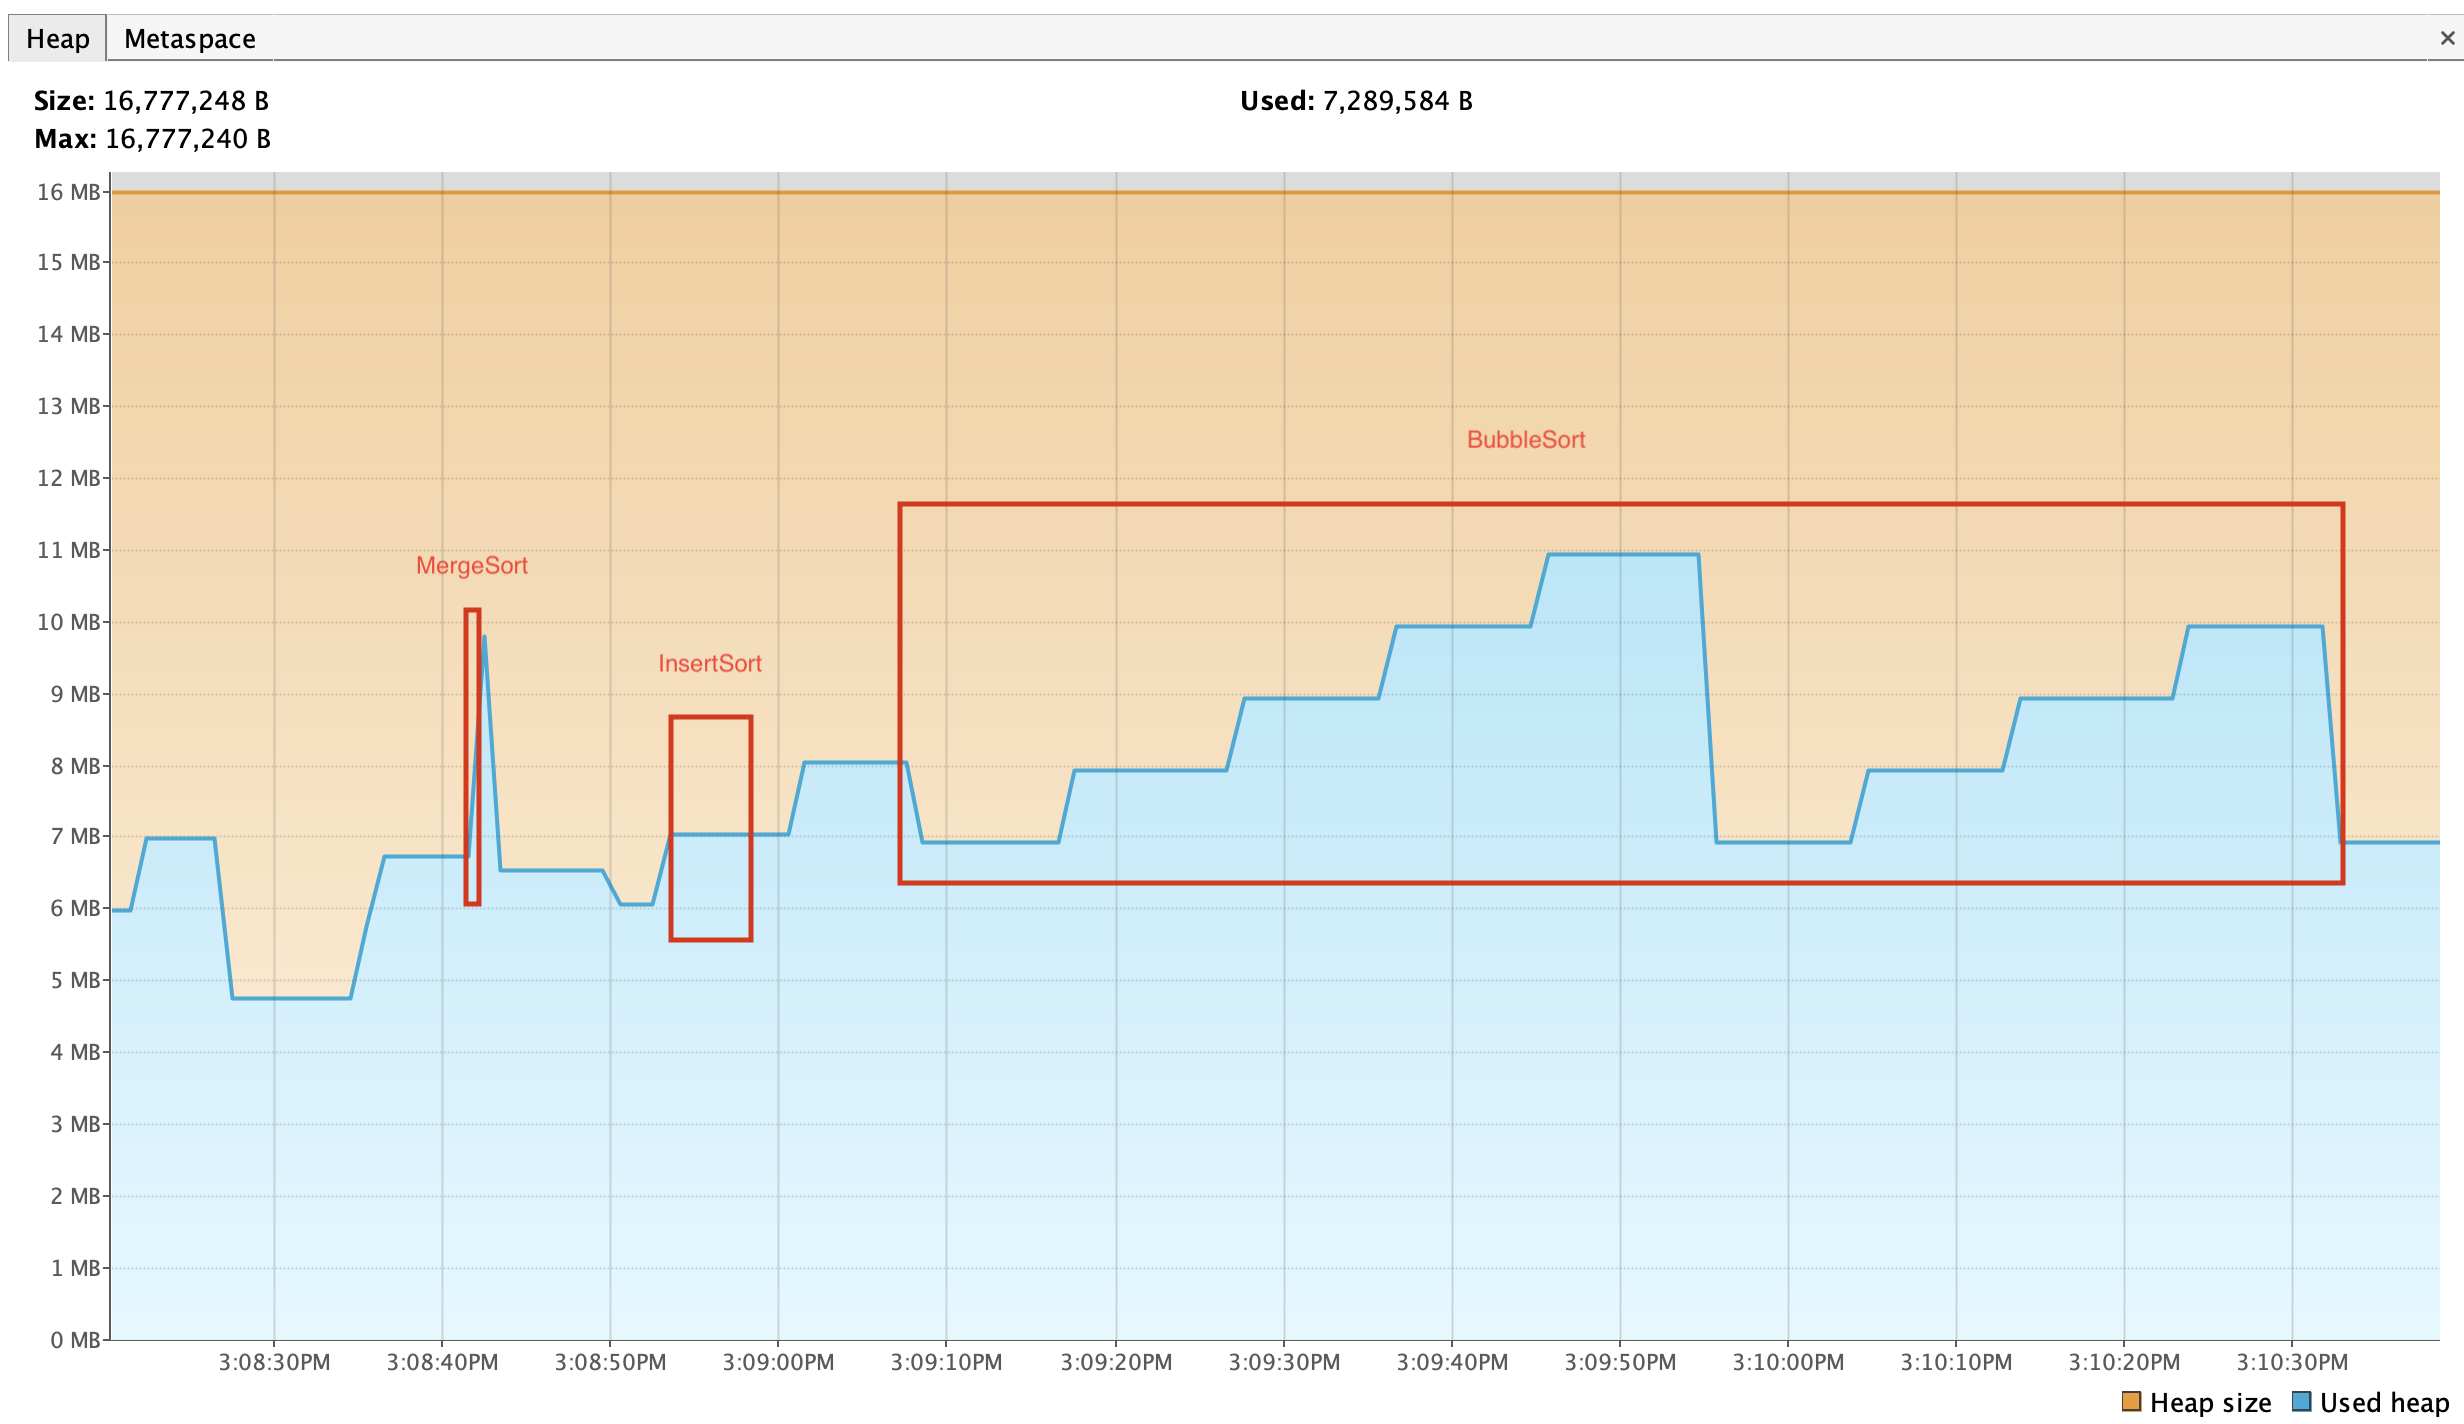 Heap Metaspace
Size: 16,777,248 B Used: 7,289,584 B
Max: 16,777,240 B
16 MB
15 MB
14 MB
13 MB
12 MB
11 MB
10 MB
9 MB
8 MB
7 MB
6 MB
5 MB
4 MB
3 MB
2 MB
1 MB
0 MB
BubbleSort
MergeSort
InsertSort
3:08:30PM 3:08:40PM 3:08:50PM 3:09:00PM 3:09:10PM 3:09:20PM 3:09:30PM 3:09:40PM 3:09:50PM 3:10:00PM 3:10:10PM 3:10:20PM 3:10:30PM
Heap size Used heap